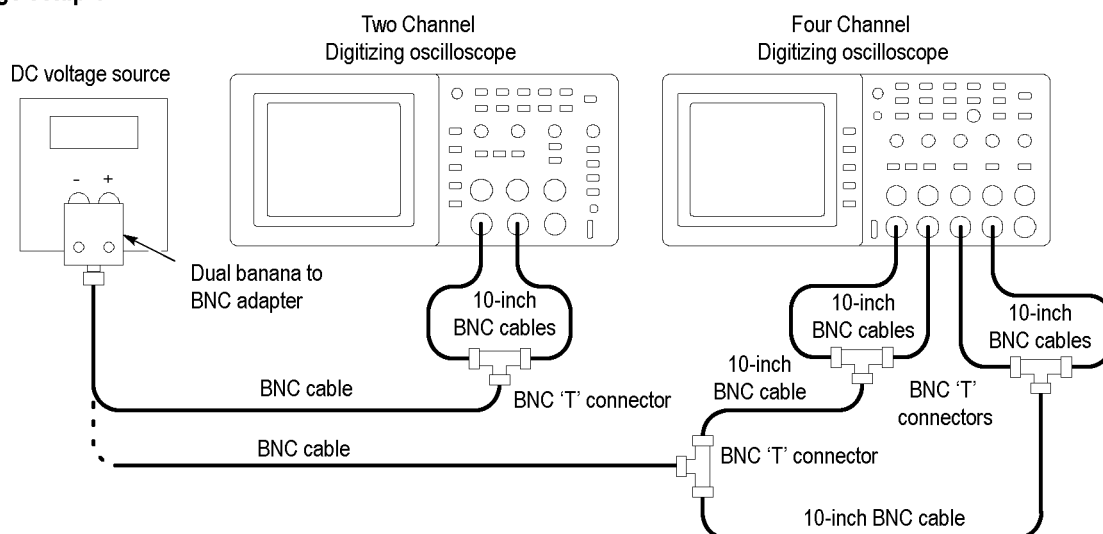 Two Channel
Digitizing oscilloscope
Four Channel
Digitizing oscilloscope
DC voltage source
- +
Dual banana to
BNC adapter
10-inch
BNC cables
10-inch
BNC cables
10-inch
BNC cables
10-inch
BNC cable
BNC cable
BNC 'T' connector
BNC 'T'
connectors
BNC cable
BNC 'T' connector
10-inch BNC cable